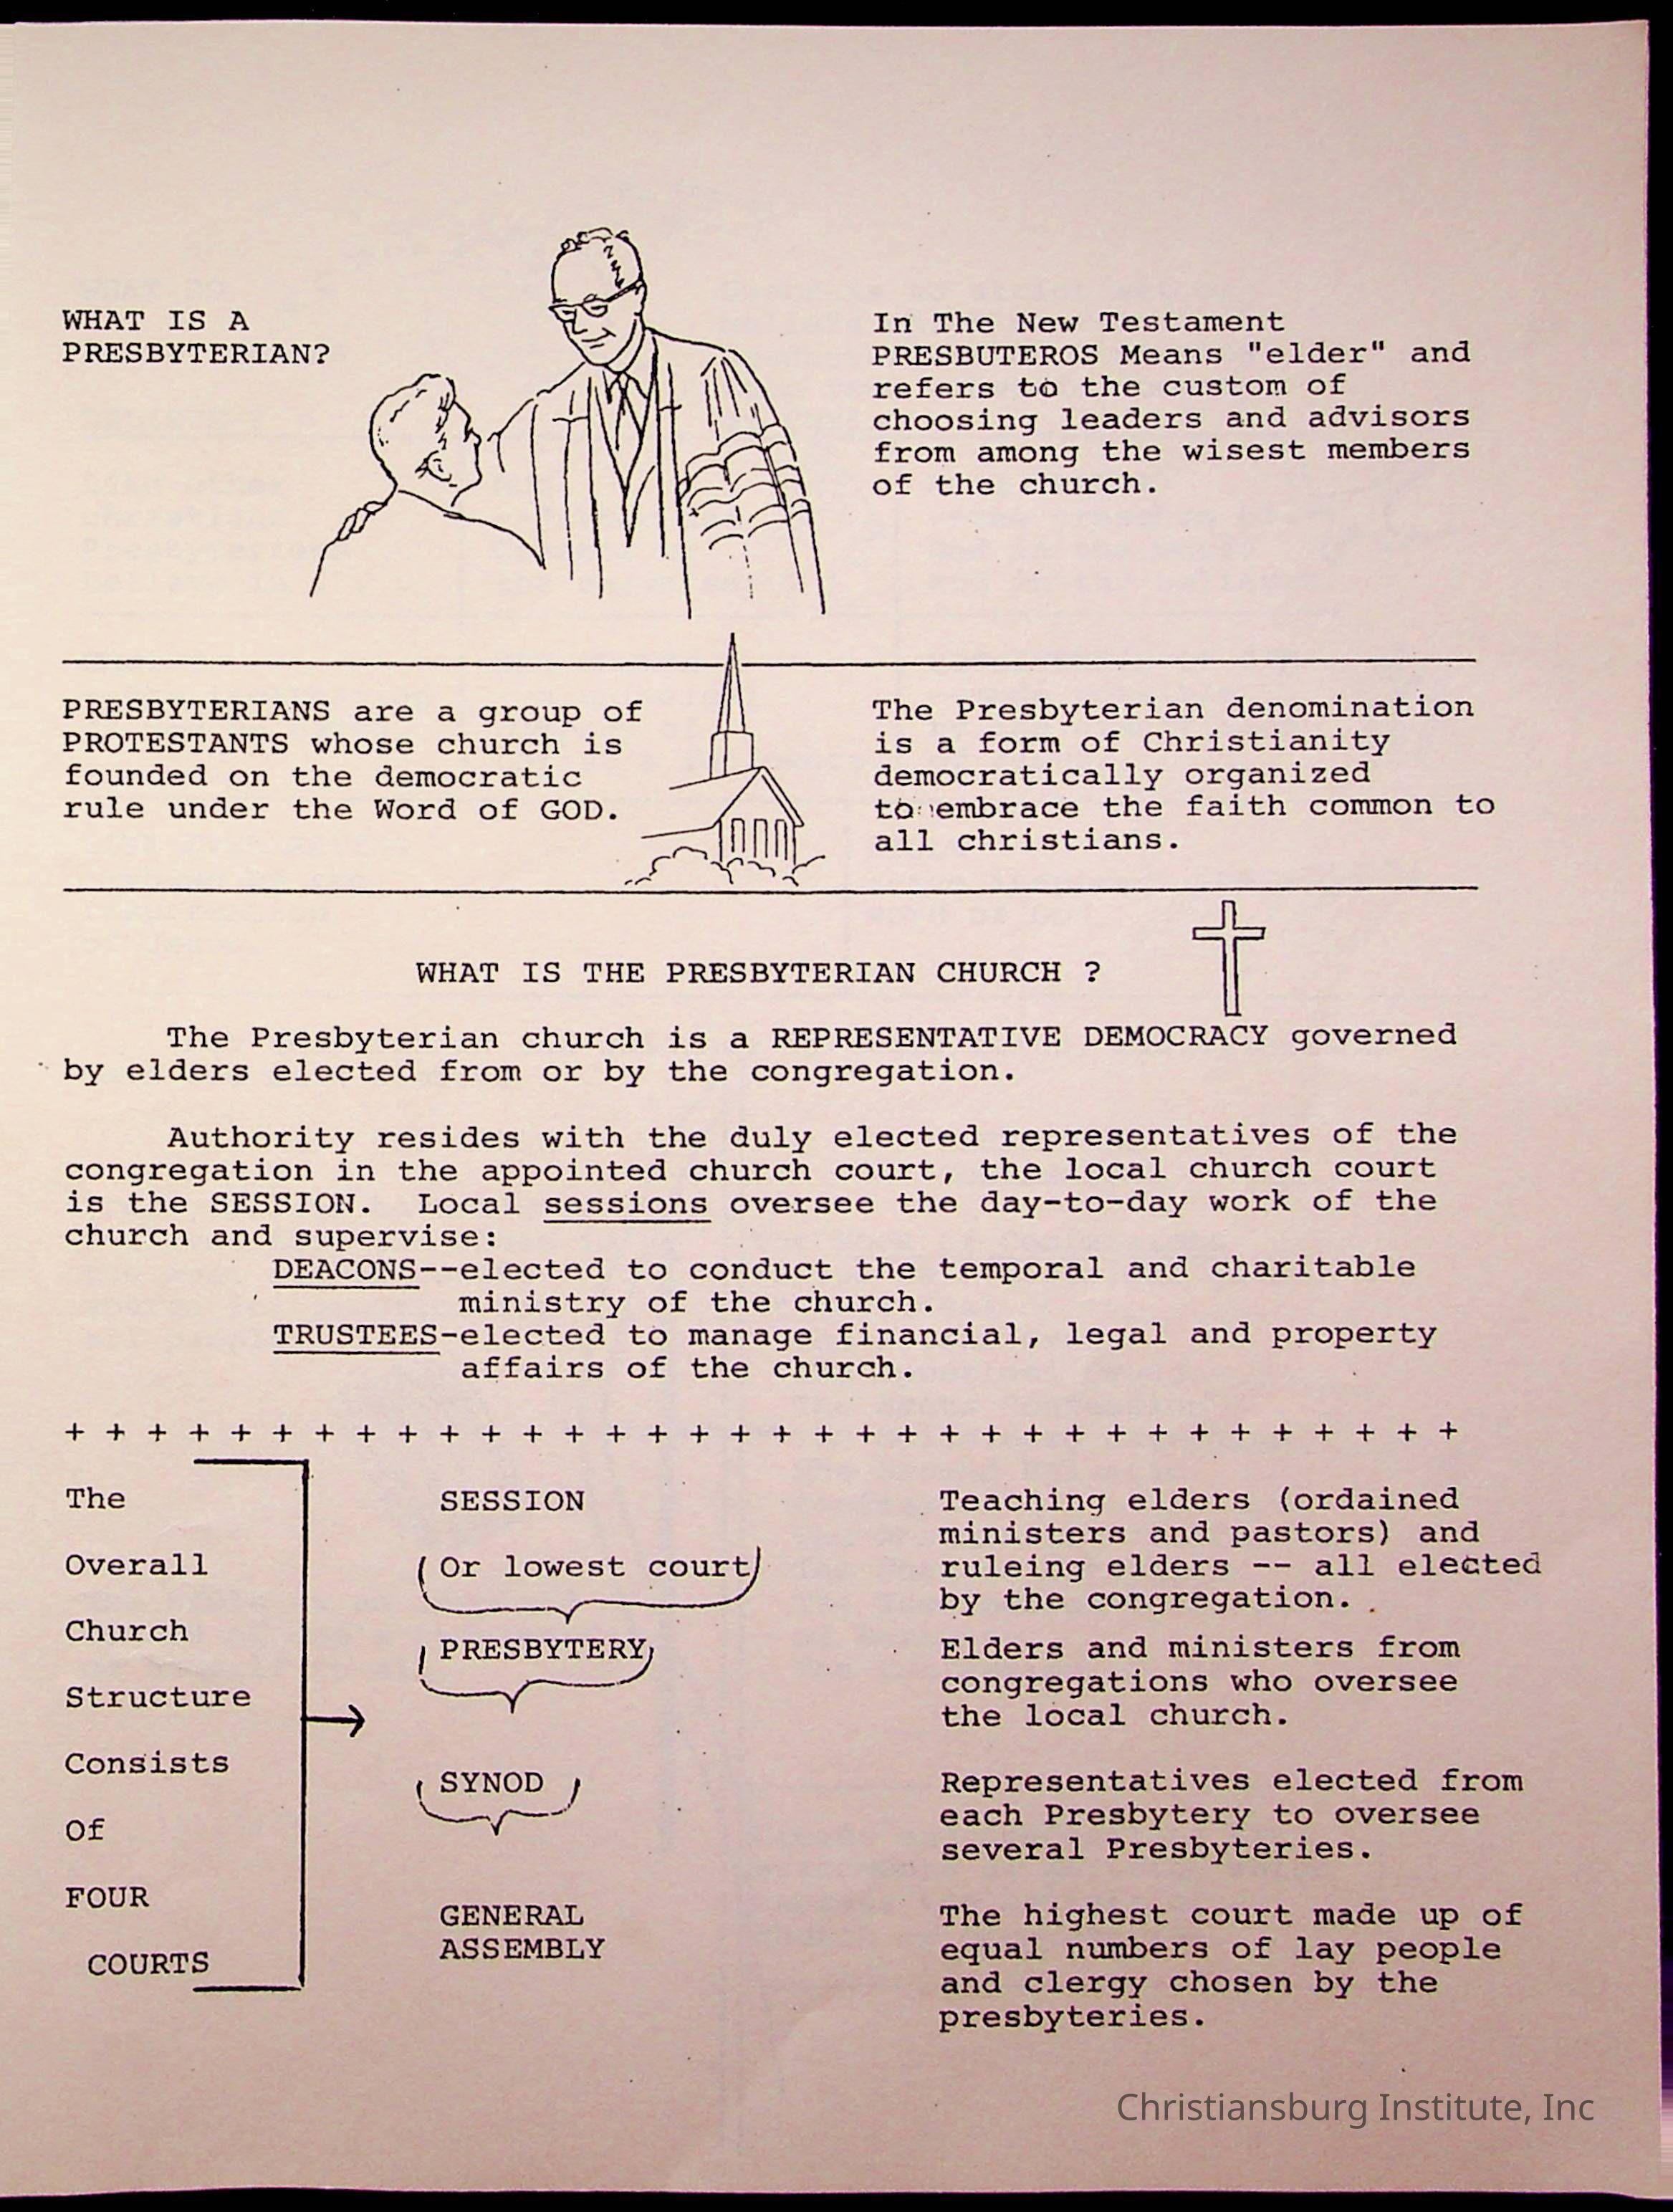 WHAT IS A
PRESBYTERIAN?
In The New Testament
PRESBUTEROS Means "elder" and
refers to the custom of
choosing leaders and advisors
from among the wisest members
of the church.
PRESBYTERIANS are a group of
PROTESTANTS whose church is
founded on the democratic
rule under the Word of GOD.
The Presbyterian denomination
is a form of Christianity
democratically organized
to embrace the faith common to
all christians.
WHAT IS THE PRESBYTERIAN CHURCH ?
The Presbyterian church is a REPRESENTATIVE DEMOCRACY governed
by elders elected from or by the congregation.
Authority resides with the duly elected representatives of the
congregation in the appointed church court, the local church court
is the SESSION. Local sessions oversee the day-to-day work of the
church and supervise:
DEACONS--elected to conduct the temporal and charitable
ministry of the church.
TRUSTEES-elected to manage financial, legal and property
affairs of the church.
+ + + + + + + + + + + + + + + + + + + + + + + + + + + + + + + + + +
The
Overall
Church
Structure
Consists
Of
FOUR
COURTS
SESSION
(Or lowest court)
Teaching elders (ordained
ministers and pastors) and
ruleing elders -- all elected
by the congregation.
PRESBYTERY
Elders and ministers from
congregations who oversee
the local church.
SYNOD
Representatives elected from
each Presbytery to oversee
several Presbyteries.
GENERAL
ASSEMBLY
The highest court made up of
equal numbers of lay people
and clergy chosen by the
presbyteries.
Christiansburg Institute, Inc